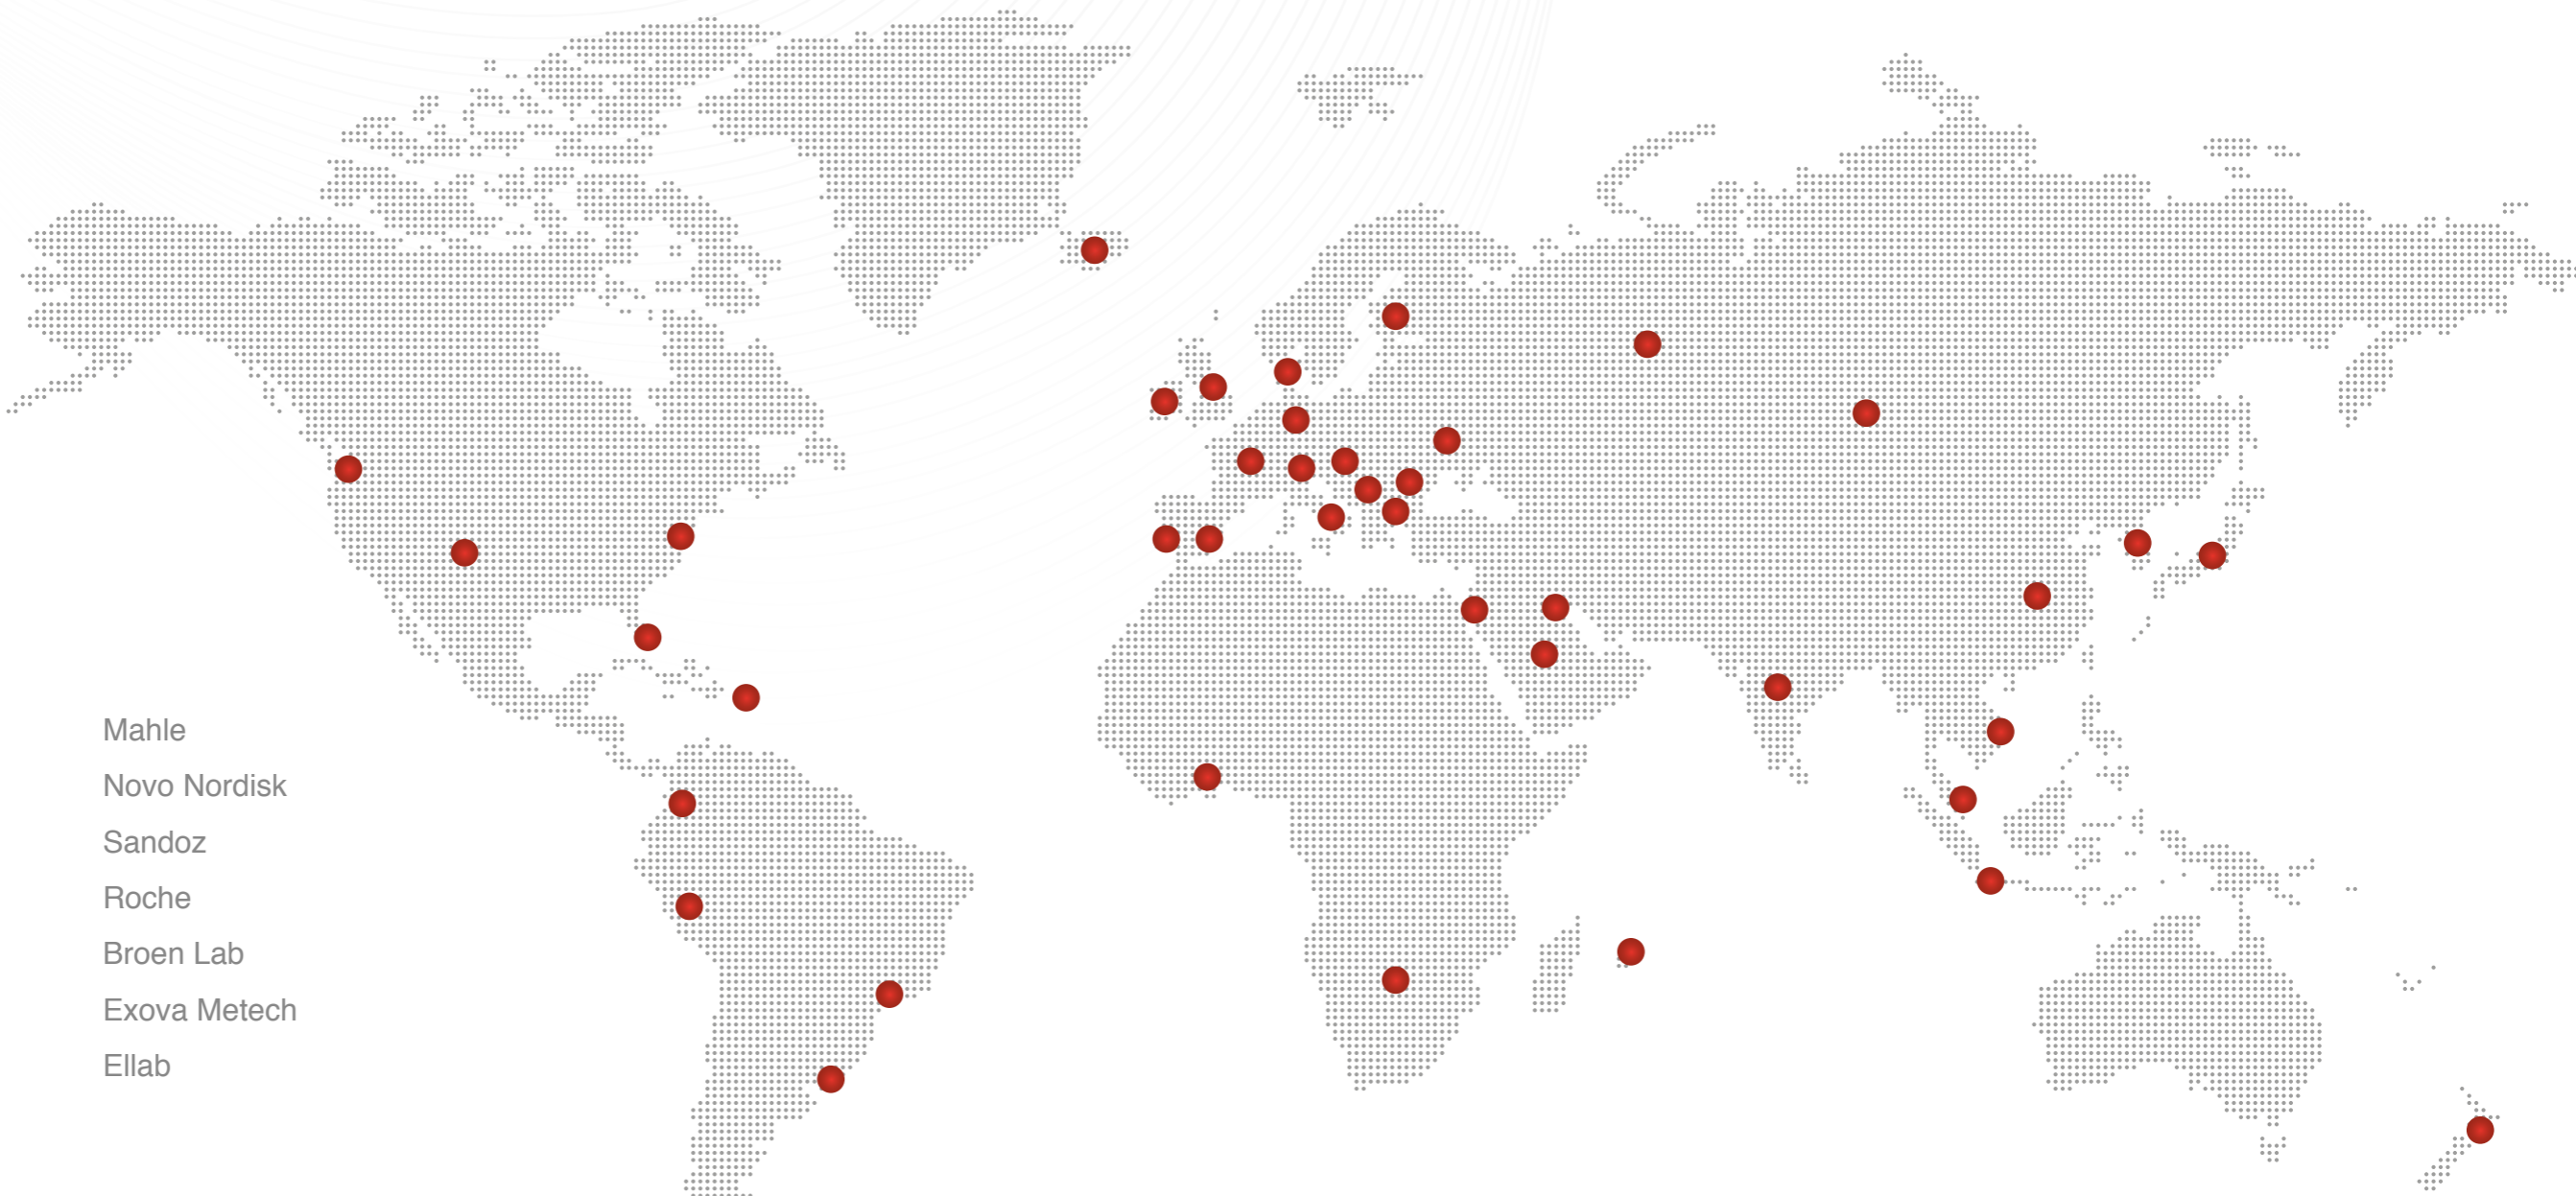 Mahle
Novo Nordisk
Sandoz
Roche
Broen Lab
Exova Metech
Ellab